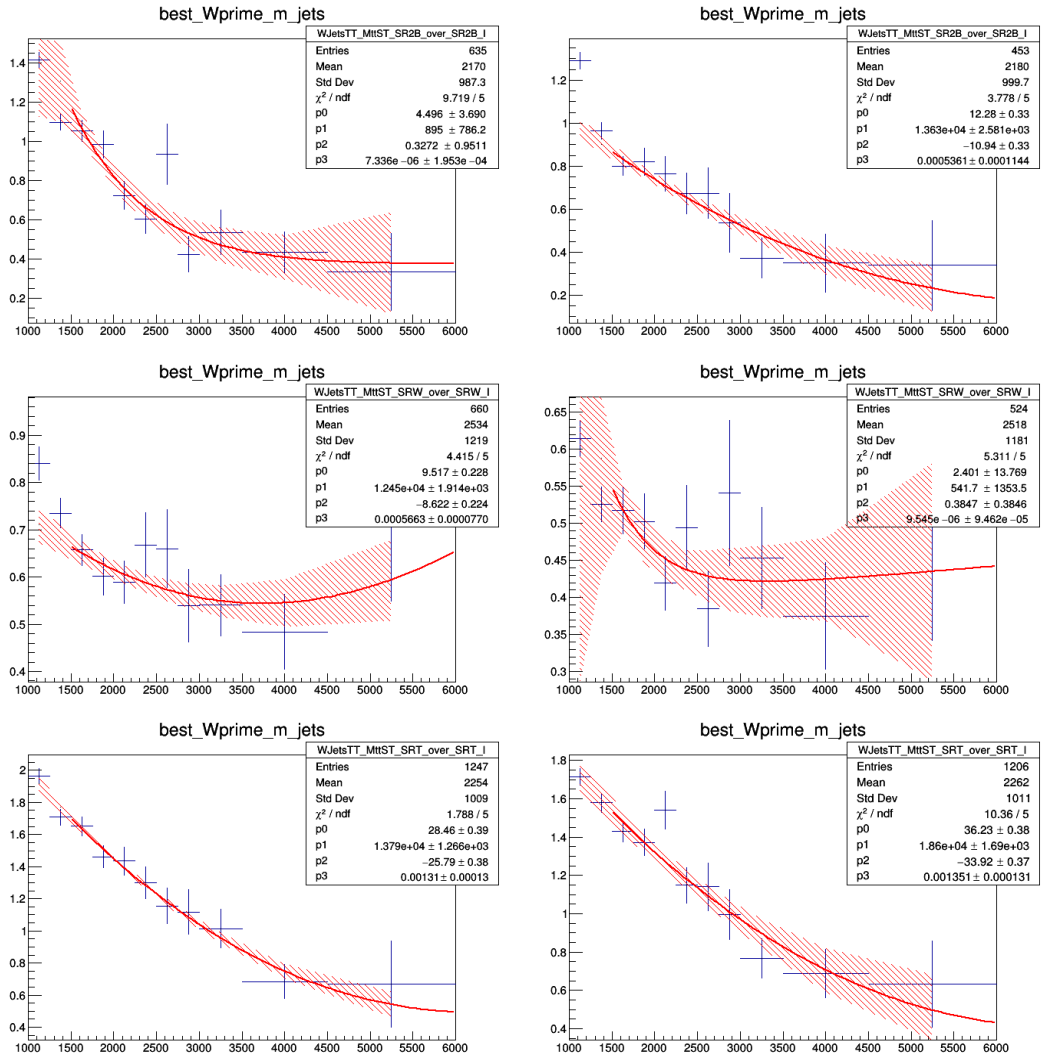 best_Wprime_m_jets
WJetsTT_MttST_SR2B_over_SR2B_I
Entries 635
Mean 2170
Std Dev 987.3
χ² / ndf 9.719 / 5
p0 4.496 ± 3.690
p1 895 ± 786.2
p2 0.3272 ± 0.9511
p3 7.336e −06 ± 1.953e −04
1.4
1.2
1
0.8
0.6
0.4
0.2
1000 1500 2000 2500 3000 3500 4000 4500 5000 5500 6000
best_Wprime_m_jets
WJetsTT_MttST_SR2B_over_SR2B_I
Entries 453
Mean 2180
Std Dev 999.7
χ² / ndf 3.778 / 5
p0 12.28 ± 0.33
p1 1.363e+04 ± 2.581e+03
p2 −10.94 ± 0.33
p3 0.0005361 ± 0.0001144
1.4
1.2
1
0.8
0.6
0.4
0.2
1000 1500 2000 2500 3000 3500 4000 4500 5000 5500 6000
best_Wprime_m_jets
WJetsTT_MttST_SRW_over_SRW_I
Entries 660
Mean 2534
Std Dev 1219
χ² / ndf 4.415 / 5
p0 9.517 ± 0.228
p1 1.245e+04 ± 1.914e+03
p2 −8.622 ± 0.224
p3 0.0005663 ± 0.0000770
0.9
0.8
0.7
0.6
0.5
0.4
1000 1500 2000 2500 3000 3500 4000 4500 5000 5500 6000
best_Wprime_m_jets
WJetsTT_MttST_SRW_over_SRW_I
Entries 524
Mean 2518
Std Dev 1181
χ² / ndf 5.311 / 5
p0 2.401 ± 13.769
p1 541.7 ± 1353.5
p2 0.3847 ± 0.3846
p3 9.545e −06 ± 9.462e −05
0.65
0.6
0.55
0.5
0.45
0.4
0.35
0.3
1000 1500 2000 2500 3000 3500 4000 4500 5000 5500 6000
best_Wprime_m_jets
WJetsTT_MttST_SRT_over_SRT_I
Entries 1247
Mean 2254
Std Dev 1009
χ² / ndf 1.788 / 5
p0 28.46 ± 0.39
p1 1.379e+04 ± 1.266e+03
p2 −25.79 ± 0.38
p3 0.00131 ± 0.00013
2
1.8
1.6
1.4
1.2
1
0.8
0.6
0.4
1000 1500 2000 2500 3000 3500 4000 4500 5000 5500 6000
best_Wprime_m_jets
WJetsTT_MttST_SRT_over_SRT_I
Entries 1206
Mean 2262
Std Dev 1011
χ² / ndf 10.36 / 5
p0 36.23 ± 0.38
p1 1.86e+04 ± 1.69e+03
p2 −33.92 ± 0.37
p3 0.001351 ± 0.000131
1.8
1.6
1.4
1.2
1
0.8
0.6
0.4
1000 1500 2000 2500 3000 3500 4000 4500 5000 5500 6000